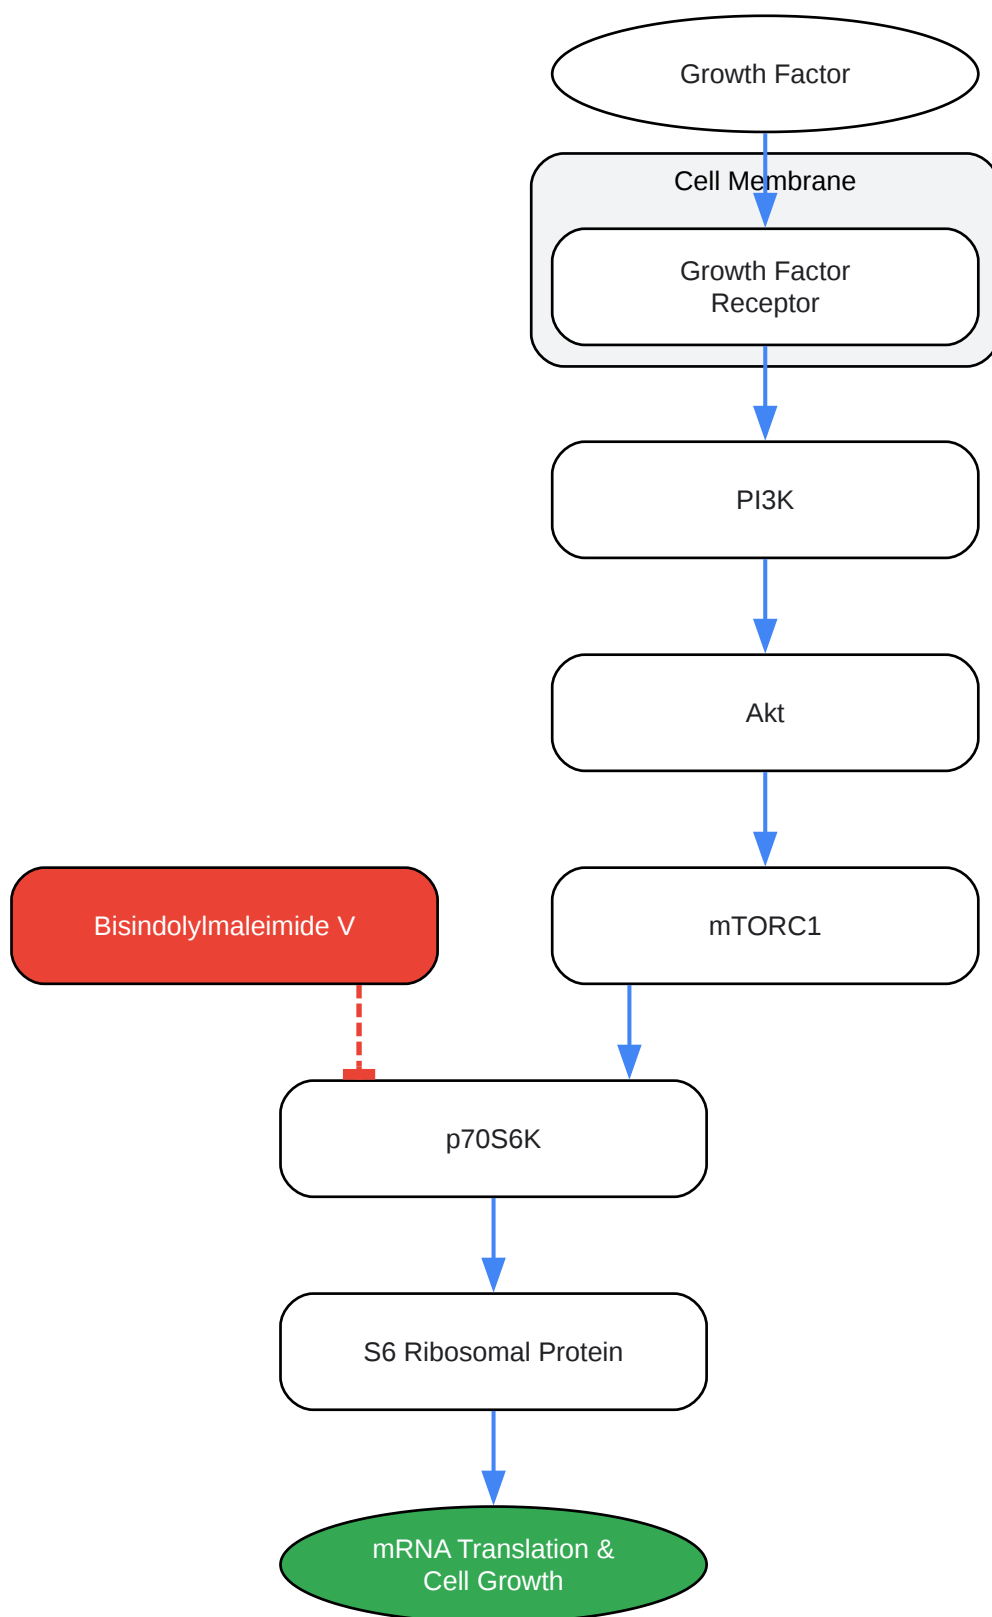 Growth Factor
Cell Membrane
Growth Factor
Receptor
PI3K
Akt
Bisindolylmaleimide V
mTORC1
p70S6K
S6 Ribosomal Protein
mRNA Translation &
Cell Growth